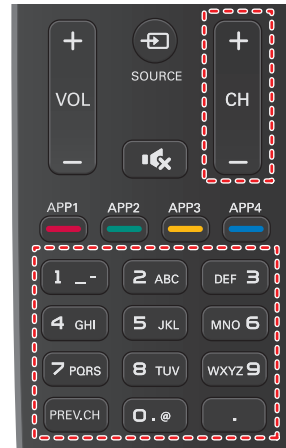 + +
SOURCE
VOL CH
— —
APP1 APP2 APP3 APP4
1 _- 2 ABC DEF 3
4 GHI 5 JKL MNO 6
7 PQRS 8 TUV WXYZ 9
PREV.CH 0.@ .